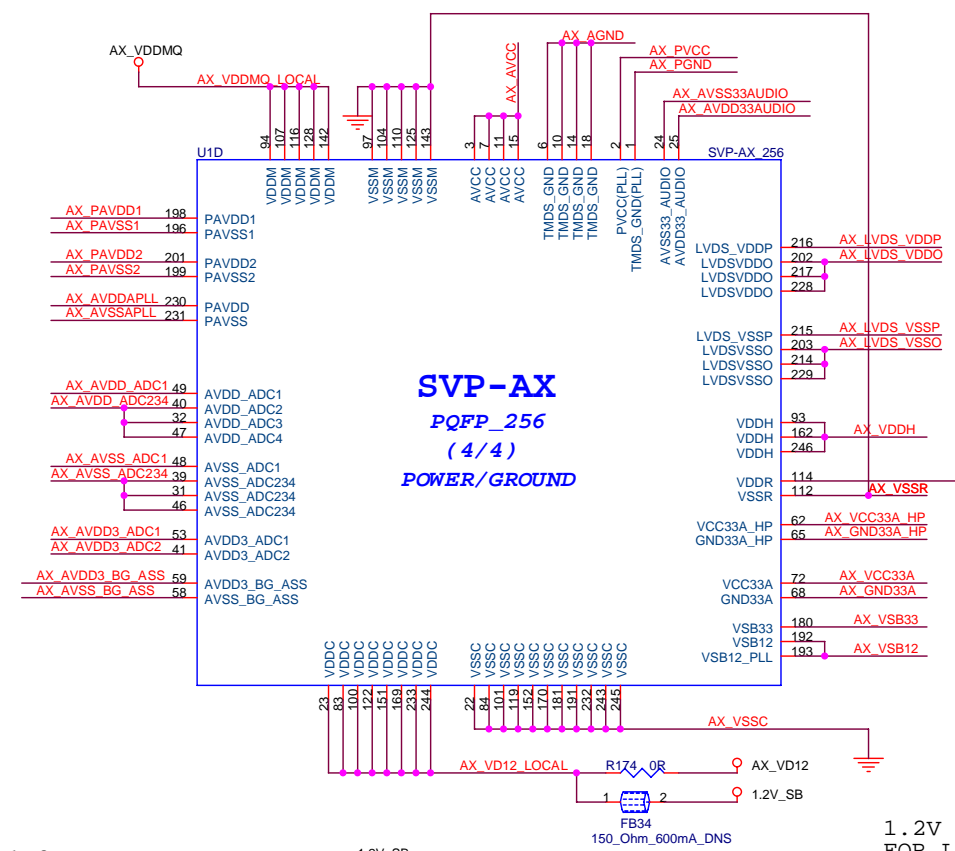 AX_VDDMQ
AX_VDDMQ_LOCAL
AX_AVCC
AX_AGND
AX_PVCC
AX_PGND
AX_AVSS33AUDIO
AX_AVDD33AUDIO
94 107 116 128 142 97 104 110 125 143 3 7 11 15 6 10 14 18 2 1 24 25
U1D
SVP-AX_256
VDDM VDDM VDDM VDDM VDDM VSSM VSSM VSSM VSSM VSSM AVCC AVCC AVCC AVCC TMDS_GND TMDS_GND TMDS_GND TMDS_GND PVCC(PLL) TMDS_GND(PLL) AVSS33_AUDIO AVDD33_AUDIO
AX_PAVDD1 198 PAVDD1
AX_PAVSS1 196 PAVSS1
AX_PAVDD2 201 PAVDD2
AX_PAVSS2 199 PAVSS2
AX_AVDDAPLL 230 PAVDD
AX_AVSSAPLL 231 PAVSS
AX_AVDD_ADC1 49 AVDD_ADC1
AX_AVDD_ADC234 40 AVDD_ADC2
32 AVDD_ADC3
47 AVDD_ADC4
AX_AVSS_ADC1 48 AVSS_ADC1
AX_AVSS_ADC234 39 AVSS_ADC234
31 AVSS_ADC234
46 AVSS_ADC234
AX_AVDD3_ADC1 53 AVDD3_ADC1
AX_AVDD3_ADC2 41 AVDD3_ADC2
AX_AVDD3_BG_ASS 59 AVDD3_BG_ASS
AX_AVSS_BG_ASS 58 AVSS_BG_ASS
SVP-AX
PQFP_256
(4/4)
POWER/GROUND
LVDS_VDDP 216 AX_LVDS_VDDP
LVDSVDDO 202 AX_LVDS_VDDO
LVDSVDDO 217
LVDSVDDO 228
LVDS_VSSP 215 AX_LVDS_VSSP
LVDSVSSO 203 AX_LVDS_VSSO
LVDSVSSO 214
LVDSVSSO 229
VDDH 93
VDDH 162 AX_VDDH
VDDH 246
VDDR 114
VSSR 112 AX_VSSR
VCC33A_HP 62 AX_VCC33A_HP
GND33A_HP 65 AX_GND33A_HP
VCC33A 72 AX_VCC33A
GND33A 68 AX_GND33A
VSB33 180 AX_VSB33
VSB12 192
VSB12_PLL 193 AX_VSB12
VDDC VDDC VDDC VDDC VDDC VDDC VDDC VDDC VSSC VSSC VSSC VSSC VSSC VSSC VSSC VSSC VSSC VSSC VSSC
23 83 100 122 151 169 233 244 22 84 101 119 152 170 181 191 232 243 245
AX_VSSC
AX_VD12_LOCAL
R174 0R
AX_VD12
1 2
1.2V_SB
FB34
150_Ohm_600mA_DNS
1.2V